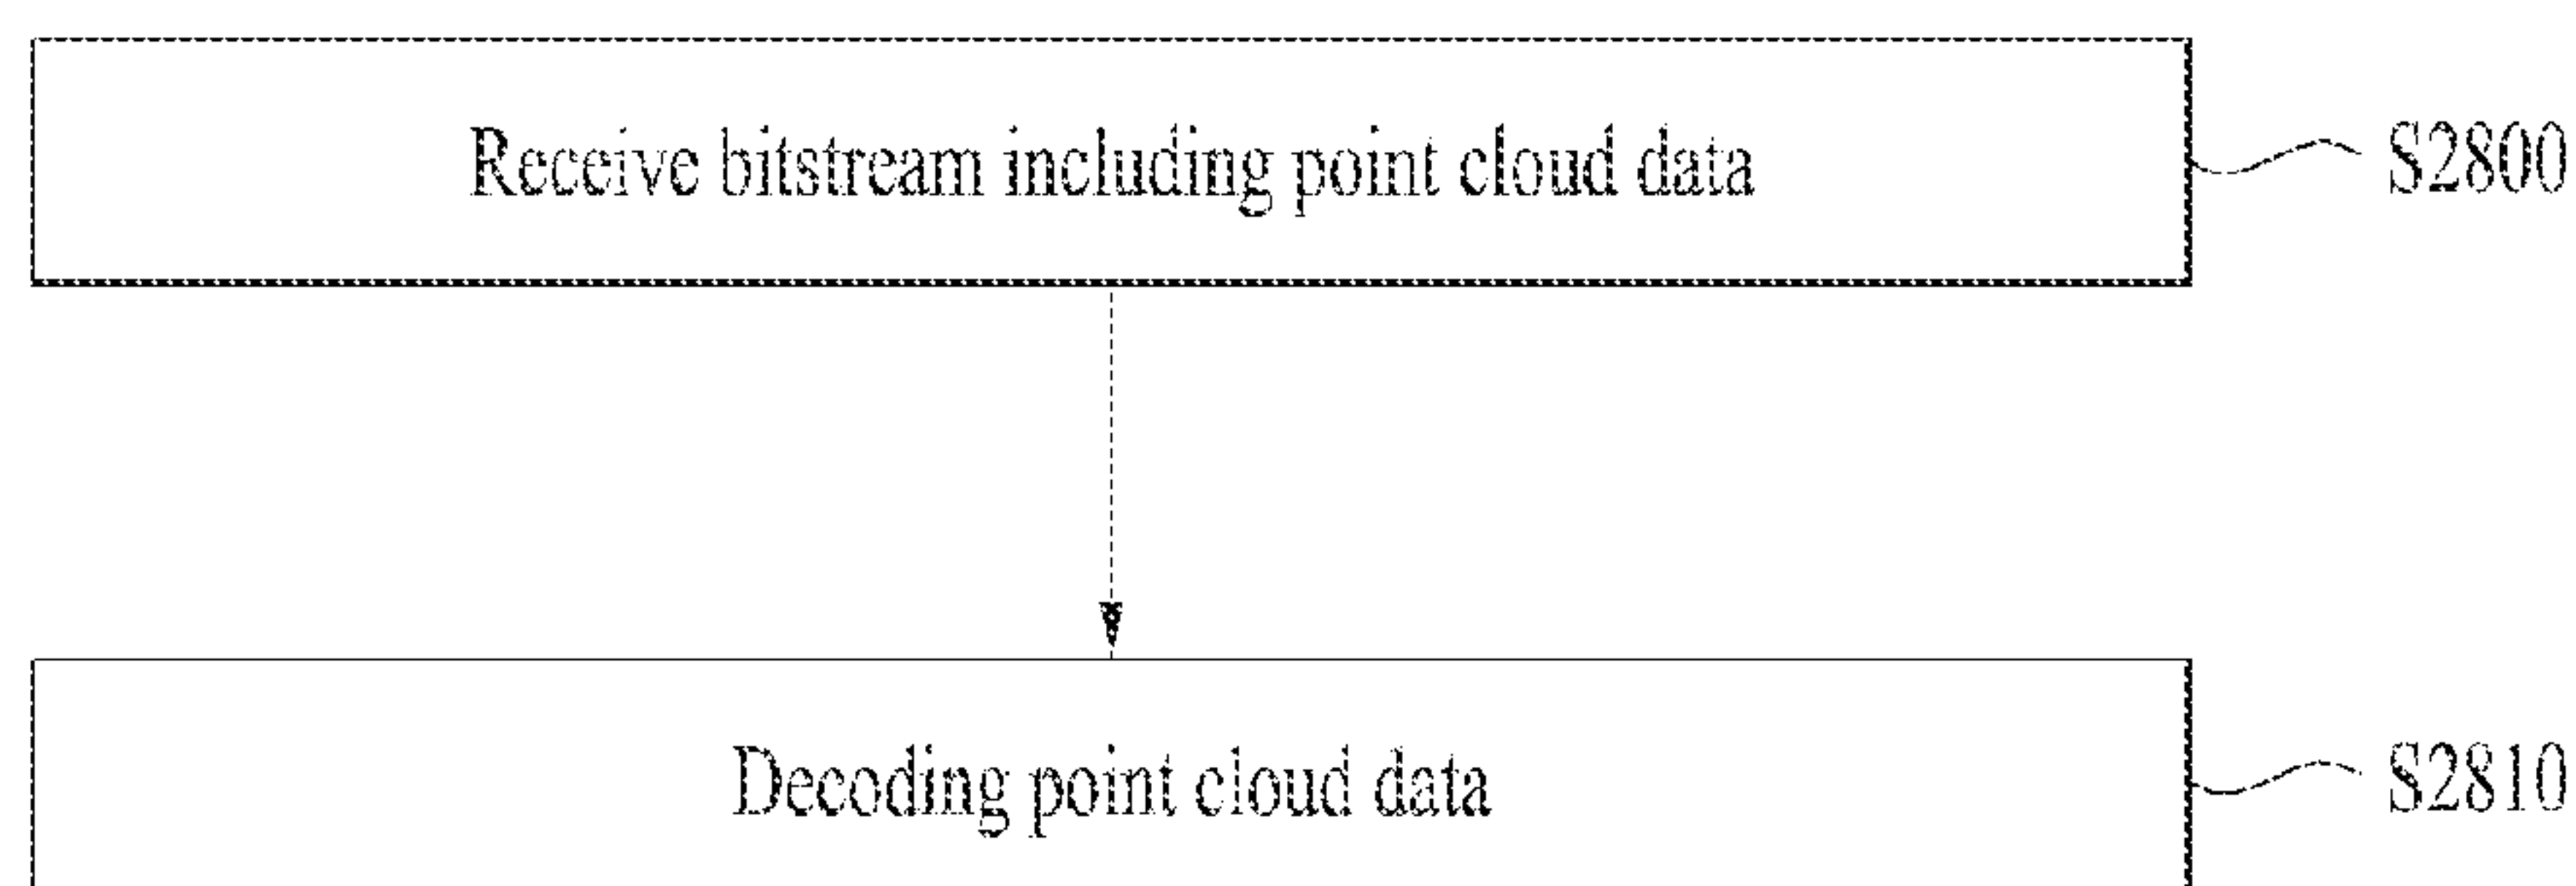 Receive bitstream including point cloud data
S2800
Decoding point cloud data
S2810